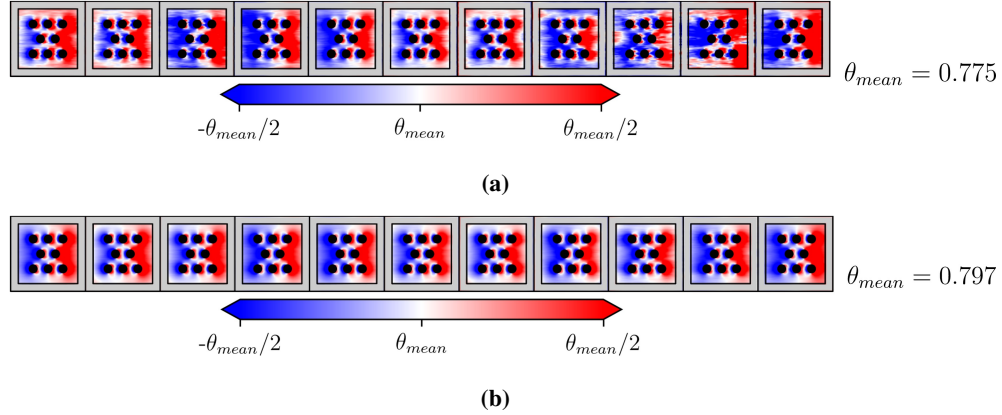 θ_mean = 0.775
-θ_mean/2 θ_mean θ_mean/2
(a)
θ_mean = 0.797
-θ_mean/2 θ_mean θ_mean/2
(b)